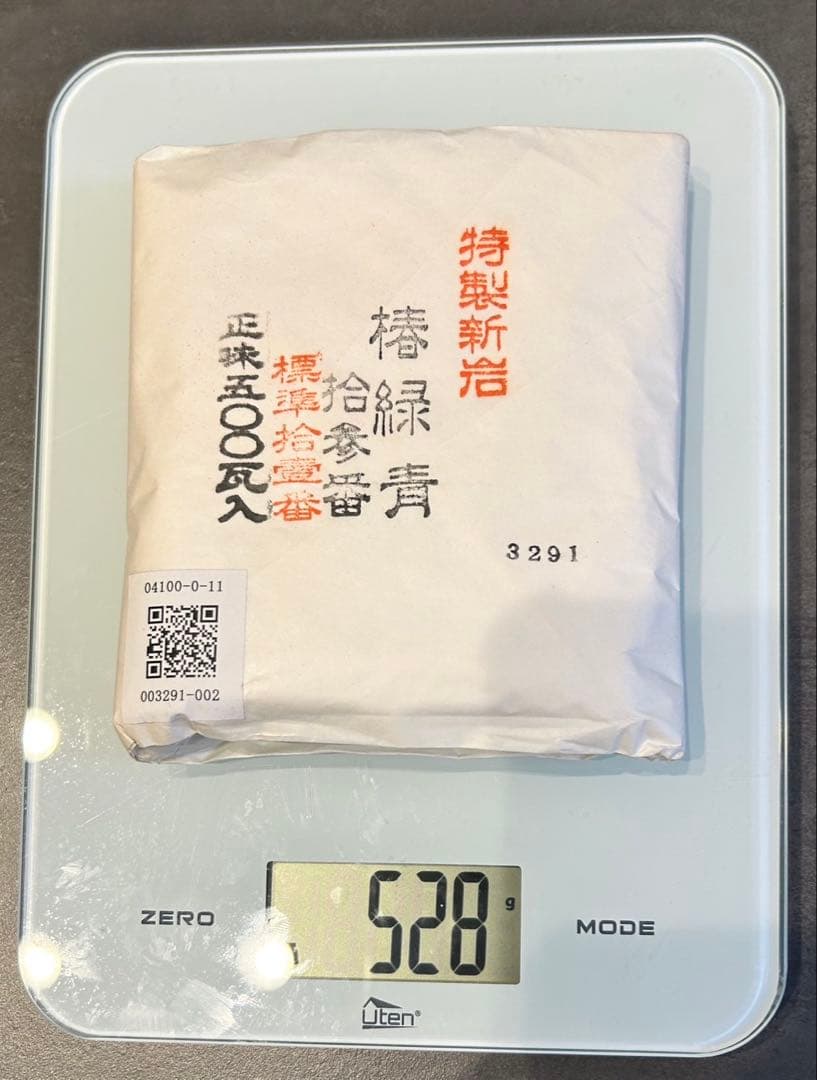 特製新岩
椿緑青
拾参番
標準拾壹番
正味五〇〇瓦入
3291
04100-0-11
003291-002
528 g
ZERO
MODE
Uten®